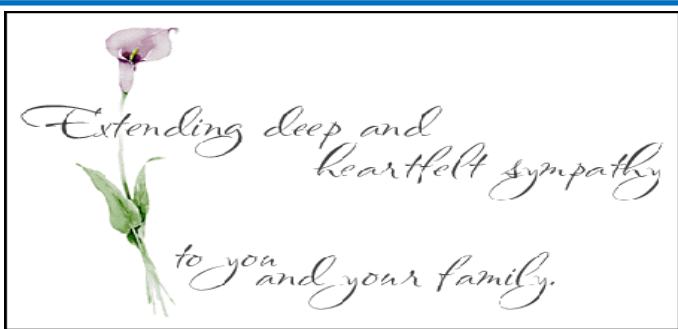 Extending deep and
heartfelt sympathy
to you
and your family.